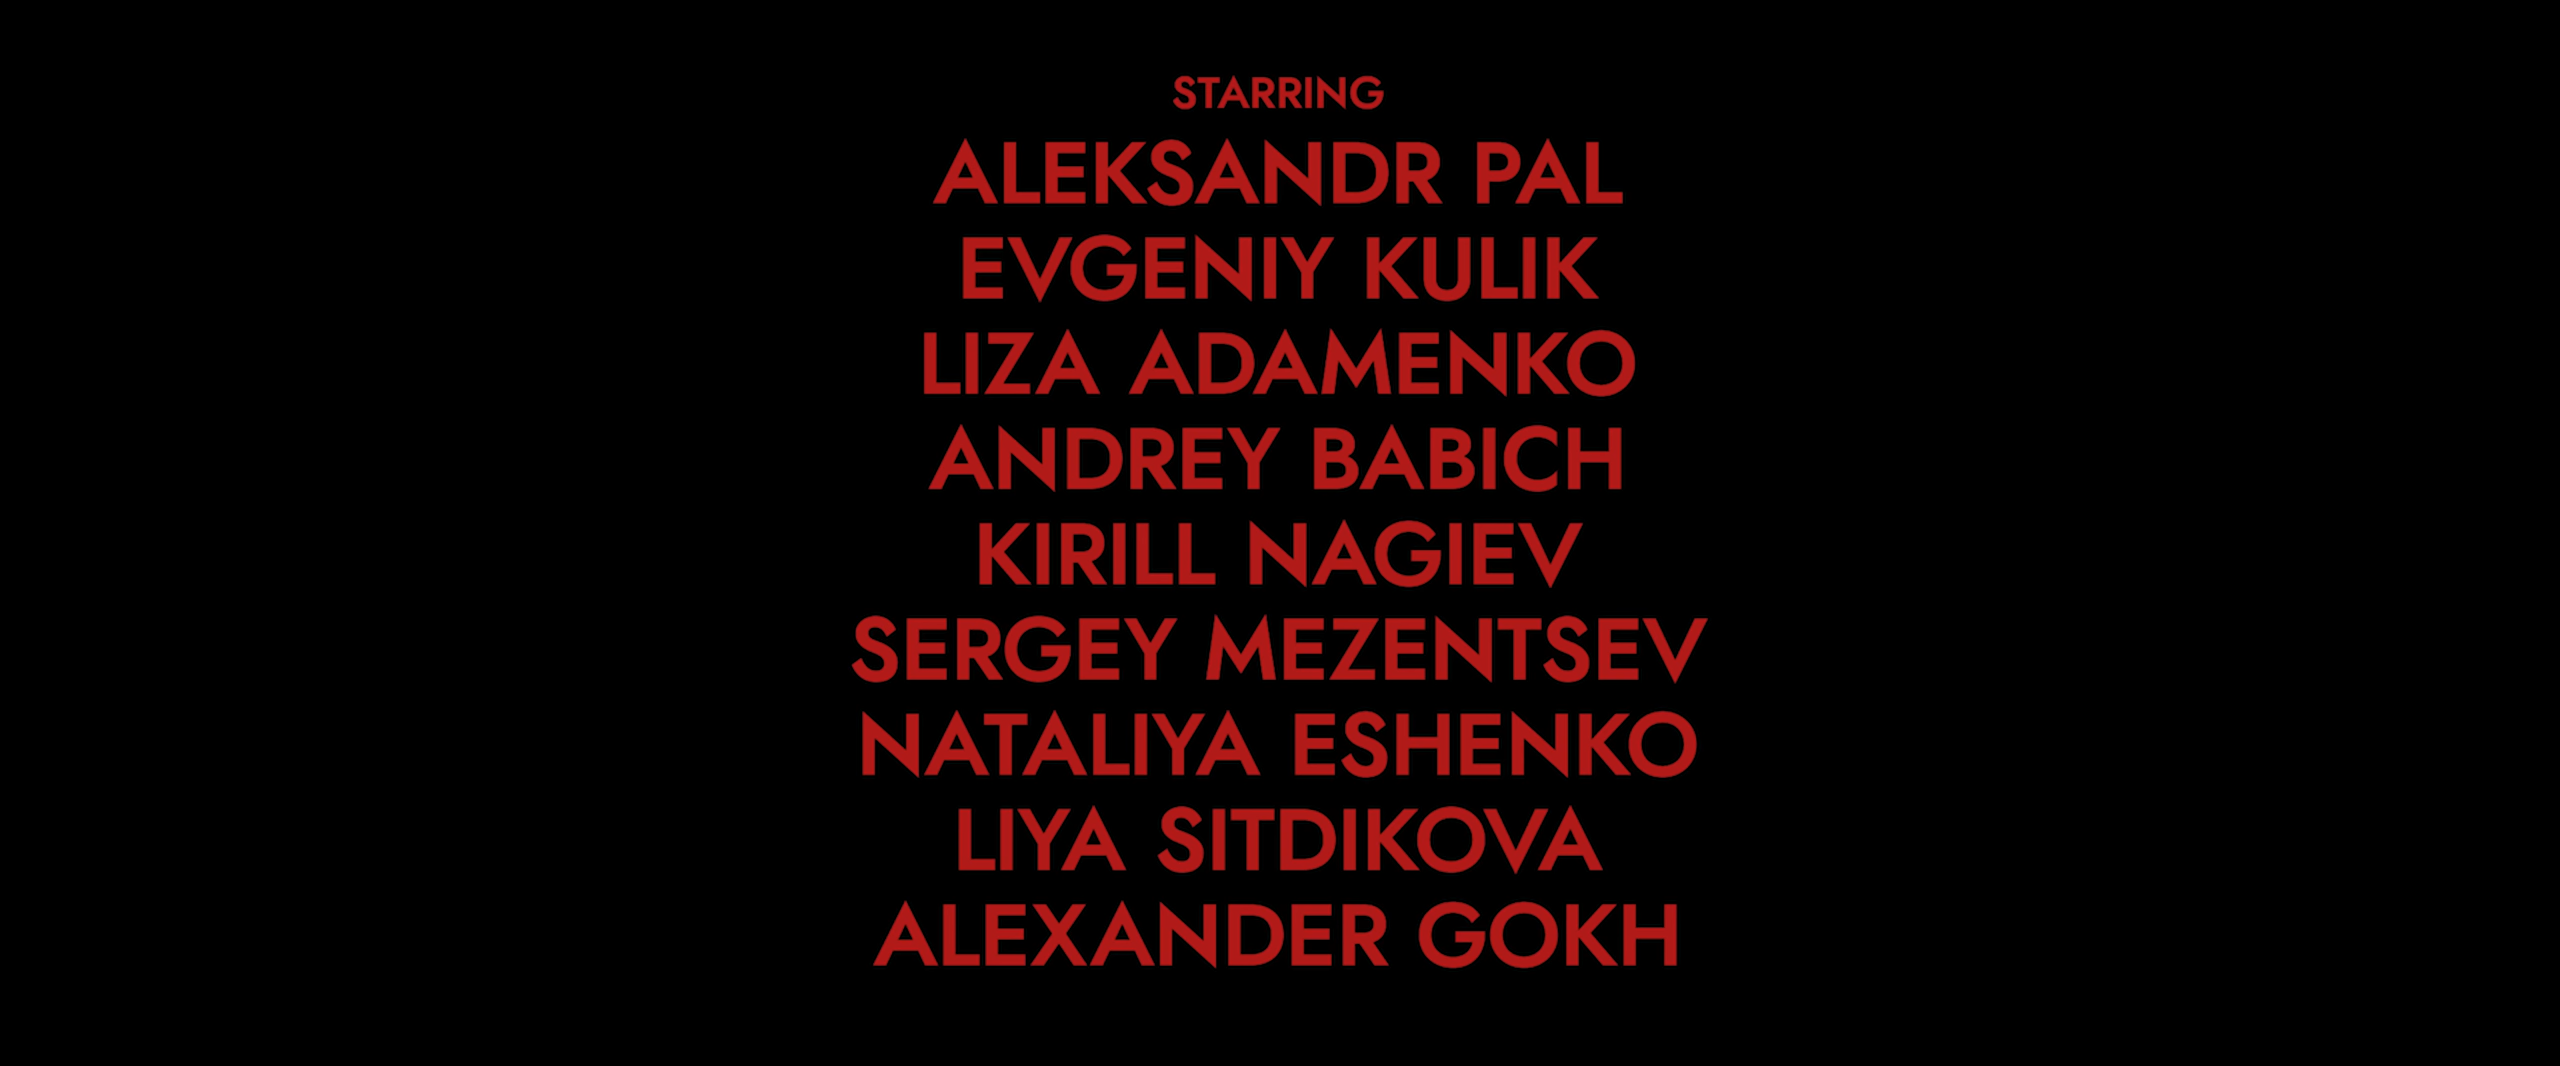 STARRING
ALEKSANDR PAL
EVGENIY KULIK
LIZA ADAMENKO
ANDREY BABICH
KIRILL NAGIEV
SERGEY MEZENTSEV
NATALIYA ESHENKO
LIYA SITDIKOVA
ALEXANDER GOKH